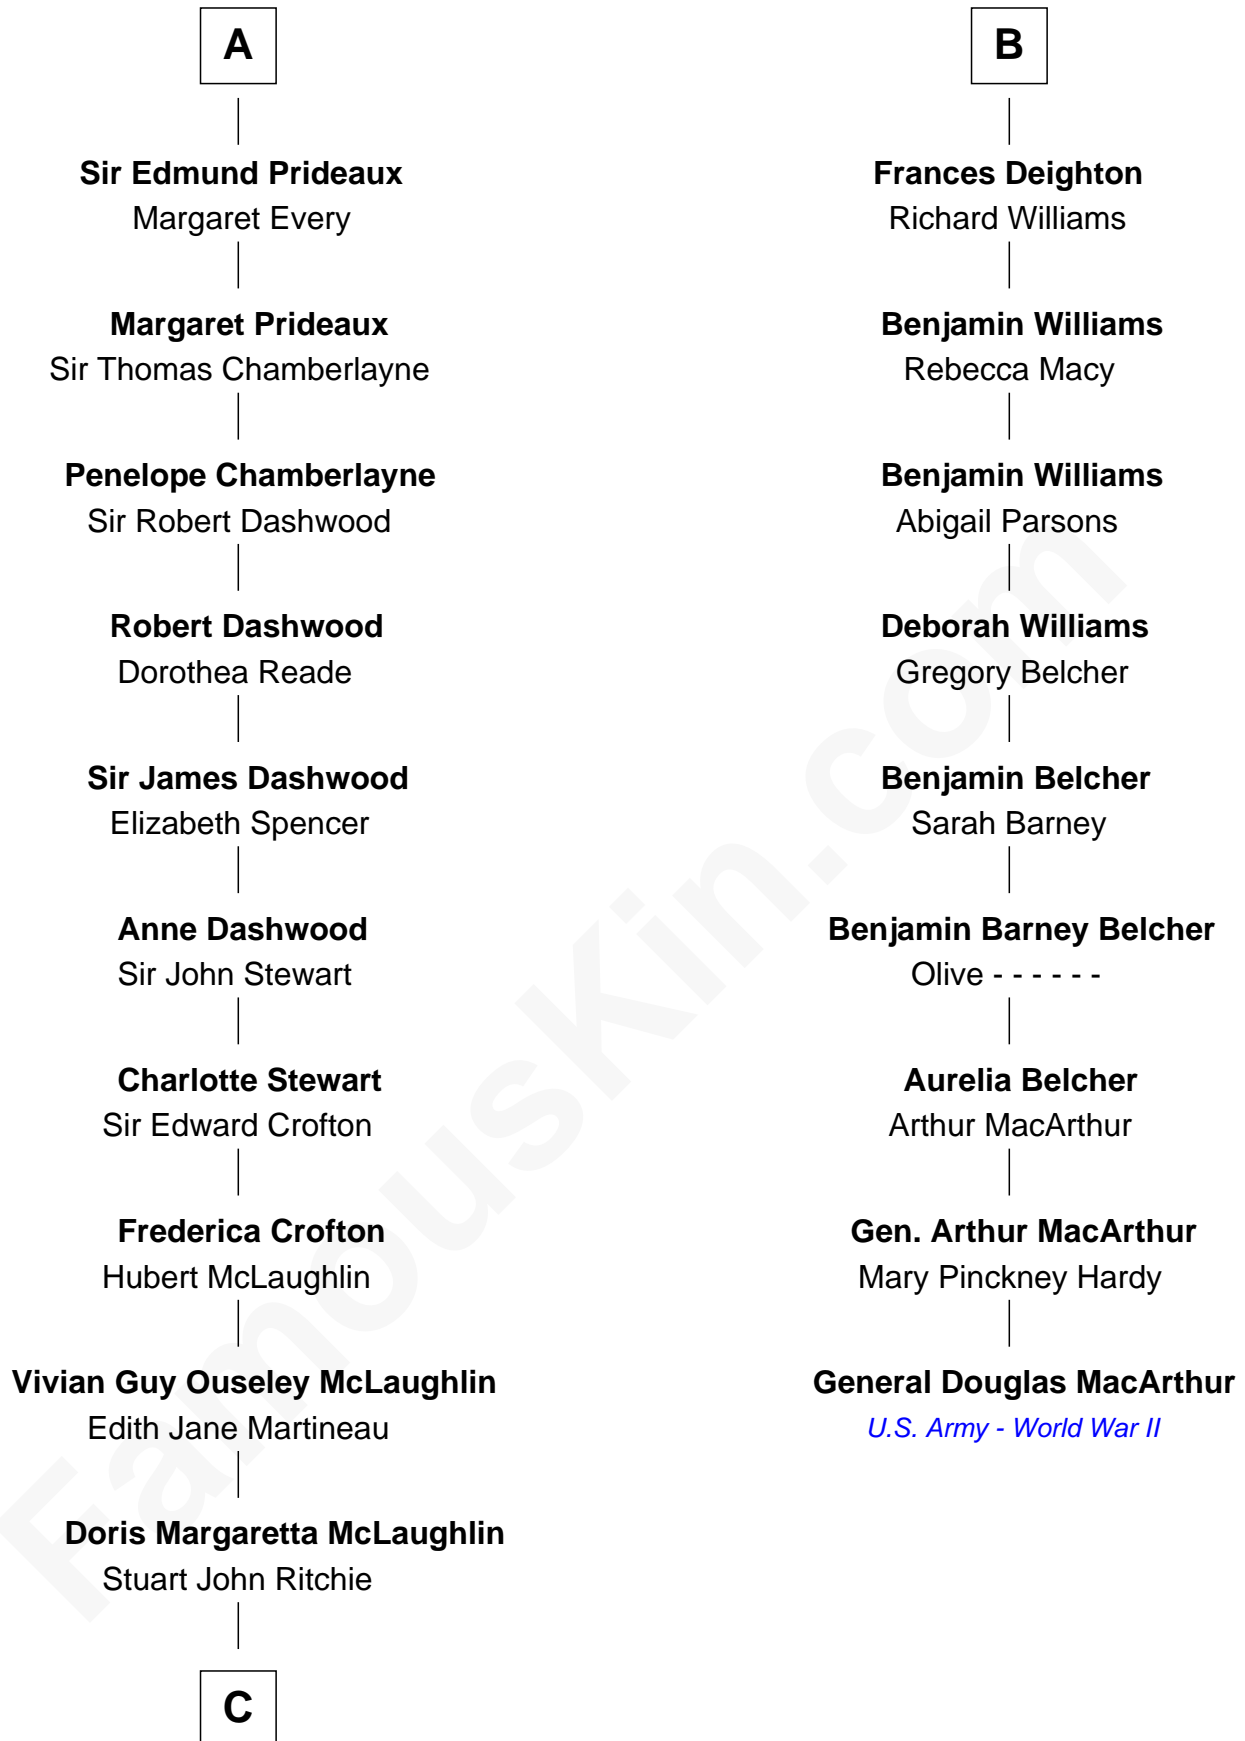 A
Sir Edmund Prideaux
Margaret Every
Margaret Prideaux
Sir Thomas Chamberlayne
Penelope Chamberlayne
Sir Robert Dashwood
Robert Dashwood
Dorothea Reade
Sir James Dashwood
Elizabeth Spencer
Anne Dashwood
Sir John Stewart
Charlotte Stewart
Sir Edward Crofton
Frederica Crofton
Hubert McLaughlin
Vivian Guy Ouseley McLaughlin
Edith Jane Martineau
Doris Margaretta McLaughlin
Stuart John Ritchie
C
B
Frances Deighton
Richard Williams
Benjamin Williams
Rebecca Macy
Benjamin Williams
Abigail Parsons
Deborah Williams
Gregory Belcher
Benjamin Belcher
Sarah Barney
Benjamin Barney Belcher
Olive - - - - - -
Aurelia Belcher
Arthur MacArthur
Gen. Arthur MacArthur
Mary Pinckney Hardy
General Douglas MacArthur
U.S. Army - World War II
FamousKin.com